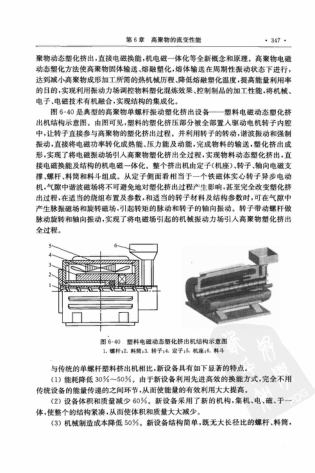 第6章 高聚物的流变性能 ·347·
聚物动态塑化挤出,直接电磁换能,机电磁一体化等全新概念和原理。高聚物电磁
动态塑化方法使高聚物固体输送、熔融塑化、熔体输送在周期性振动状态下进行,
达到减小高聚物成形加工所需的热机械历程、降低熔融塑化温度、提高能量利用率
的目的,实现利用振动力场调控物料塑化混炼效果、控制制品的加工性能,将机械、
电子、电磁技术有机融合,实现结构的集成化。
图6-40是典型的高聚物单螺杆振动塑化挤出设备——塑料电磁动态塑化挤
出机结构示意图。由图可见,塑料的塑化挤压部分被全部置入驱动电机转子内腔
中,让转子直接参与高聚物的塑化挤出过程。并利用转子的转动,谐波振动和强制
振动,直接将电磁功率转化成热能、压力能及动能,完成物料的输送,塑化挤出成
形,实现了将电磁振动场引入高聚物塑化挤出全过程,实现物料动态塑化挤出,直
接电磁换能及结构的机电磁一体化。整个挤出机由定子(机座)、转子、轴向电磁支
撑、螺杆、料筒和料斗组成。从定子侧面看相当于一个铁磁体实心转子异步电动
机,气隙中谐波磁场将不可避免地对塑化挤出过程产生影响,甚至完全改变塑化挤
出过程,在适当的绕组布置及参数,和适当的转子材料及结构参数时,可在气隙中
产生脉振磁场和旋转磁场,引起转矩的脉动和转子的轴向振动。转子带动螺杆做
脉动旋转和轴向振动,实现了将电磁场引起的机械振动力场引入高聚物塑化挤出
全过程。
5
4
3
2
1
6
图6-40 塑料电磁动态塑化挤出机结构示意图
1. 螺杆;2. 料筒;3. 转子;4. 定子;5. 机座;6. 料斗
与传统的单螺杆塑料挤出机相比,新设备具有如下显著的特点。
(1) 能耗降低30%~50%。由于新设备利用先进高效的换能方式,完全不用
传统设备的能量传递的之间环节,从而使能量的有效利用大大提高。
(2) 设备体积和质量减少60%。新设备采用了新的机构,集机、电、磁、于一
体,使整个的结构紧凑,从而使体积和质量大大减少。
(3) 机械制造成本降低50%。新设备结构简单,既无大长径比的螺杆、料筒,